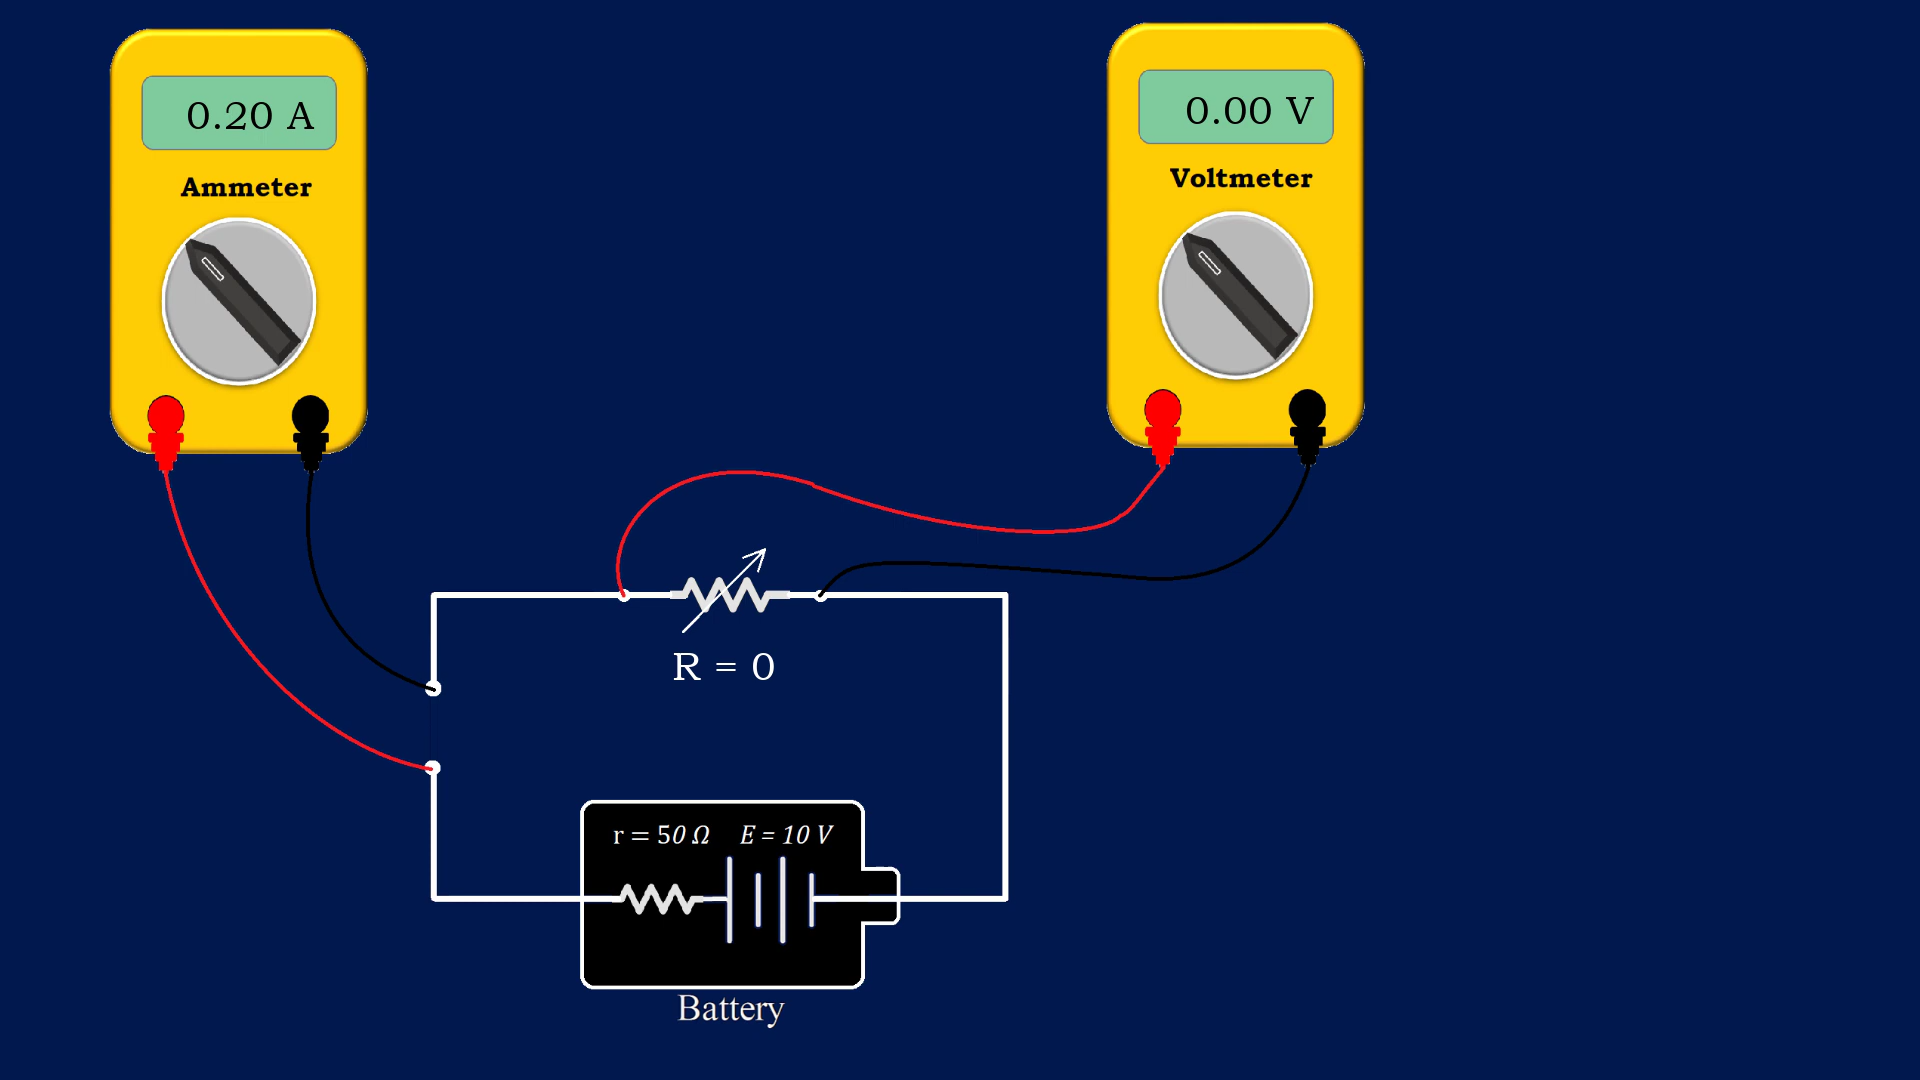 0.20 A
Ammeter
0.00 V
Voltmeter
R = 0
r = 50 Ω E = 10 V
Battery